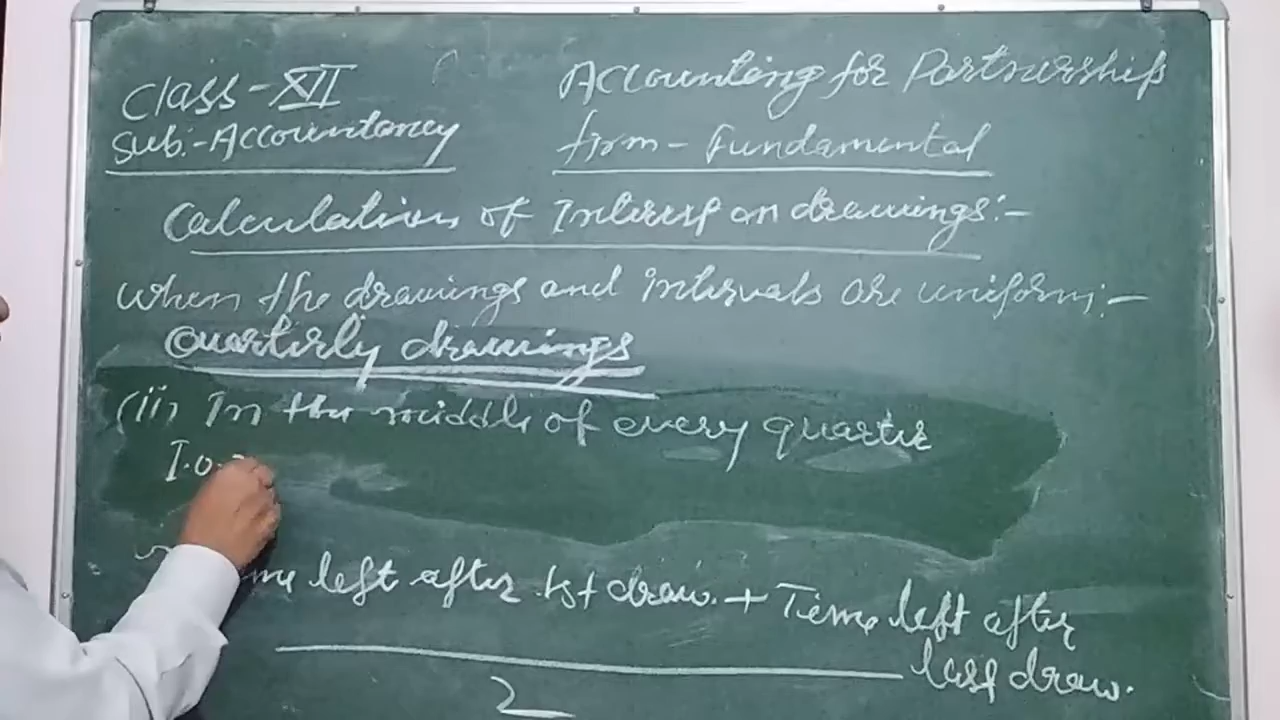 Class-XII
Sub:-Accountancy
Accounting for Partnership
firm - Fundamental
Calculation of Interest on drawings:-
When the drawings and intervals are uniform:-
Quarterly drawings
(ii) In the middle of every quarter
I.o.
left after 1st draw. + Time left after
last draw.
2